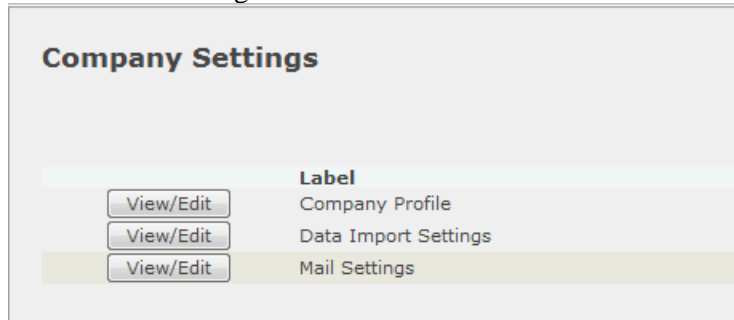 Company Settings
Label
View/Edit Company Profile
View/Edit Data Import Settings
View/Edit Mail Settings